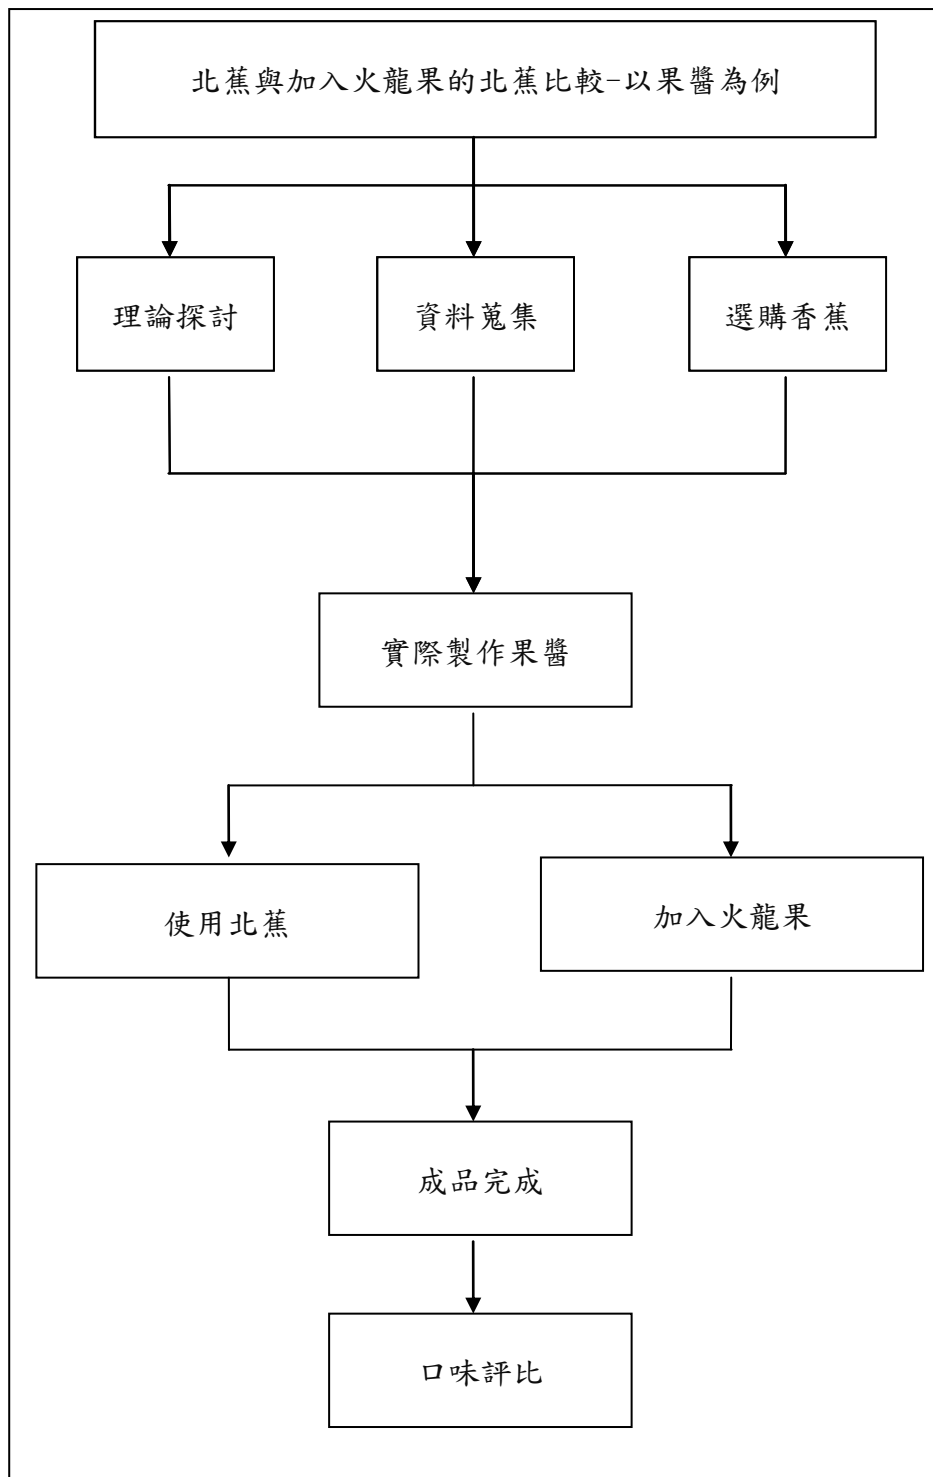 北蕉與加入火龍果的北蕉比較-以果醬為例
理論探討
資料蒐集
選購香蕉
實際製作果醬
使用北蕉
加入火龍果
成品完成
口味評比